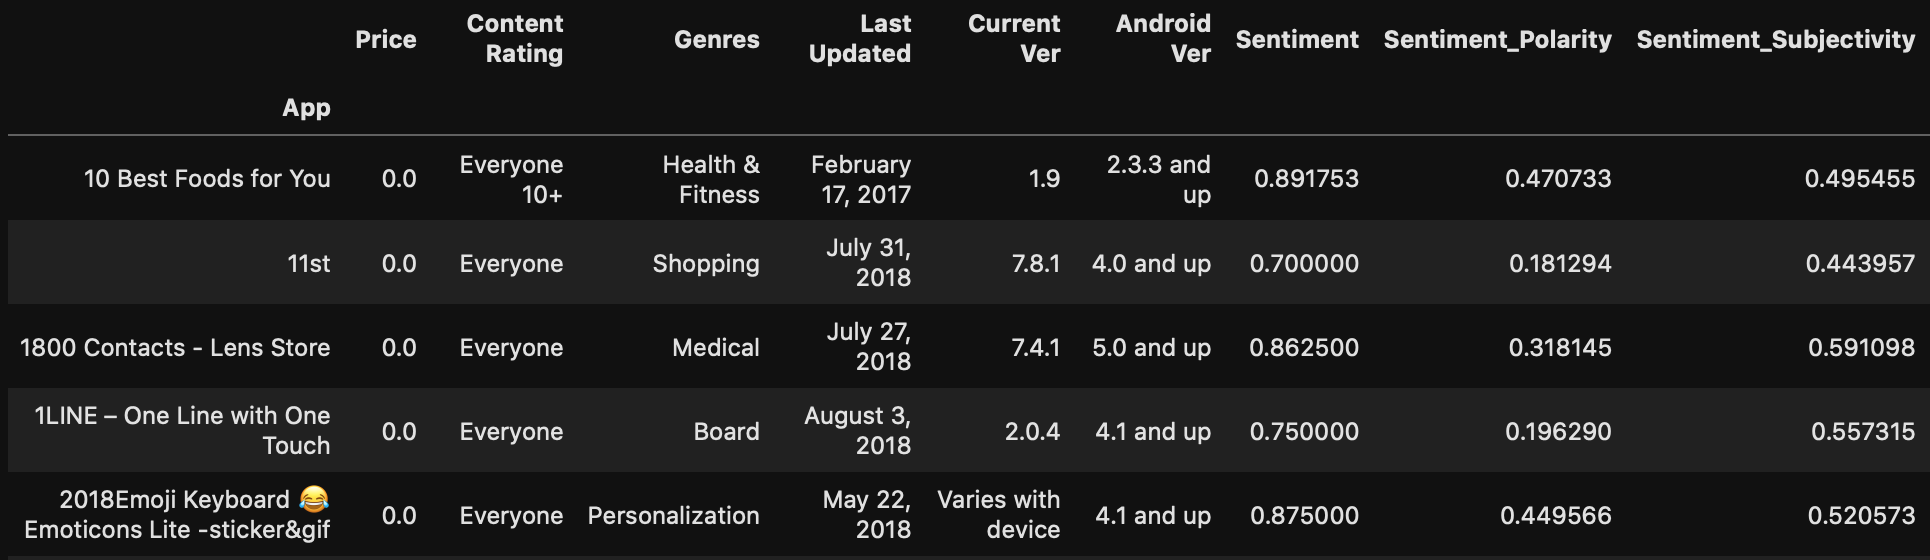 Price Content Rating Genres Last Updated Current Ver Android Ver Sentiment Sentiment_Polarity Sentiment_Subjectivity
App
10 Best Foods for You 0.0 Everyone 10+ Health & Fitness February 17, 2017 1.9 2.3.3 and up 0.891753 0.470733 0.495455
11st 0.0 Everyone Shopping July 31, 2018 7.8.1 4.0 and up 0.700000 0.181294 0.443957
1800 Contacts - Lens Store 0.0 Everyone Medical July 27, 2018 7.4.1 5.0 and up 0.862500 0.318145 0.591098
1LINE – One Line with One Touch 0.0 Everyone Board August 3, 2018 2.0.4 4.1 and up 0.750000 0.196290 0.557315
2018Emoji Keyboard 😂 Emoticons Lite -sticker&gif 0.0 Everyone Personalization May 22, 2018 Varies with device 4.1 and up 0.875000 0.449566 0.520573